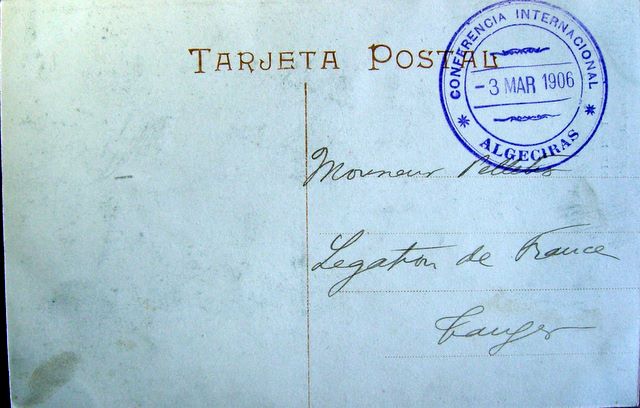 TARJETA POSTAL
CONFERENCIA INTERNACIONAL
- 3 MAR 1906
* ALGECIRAS *
Monsieur
Legation de France
Tanger